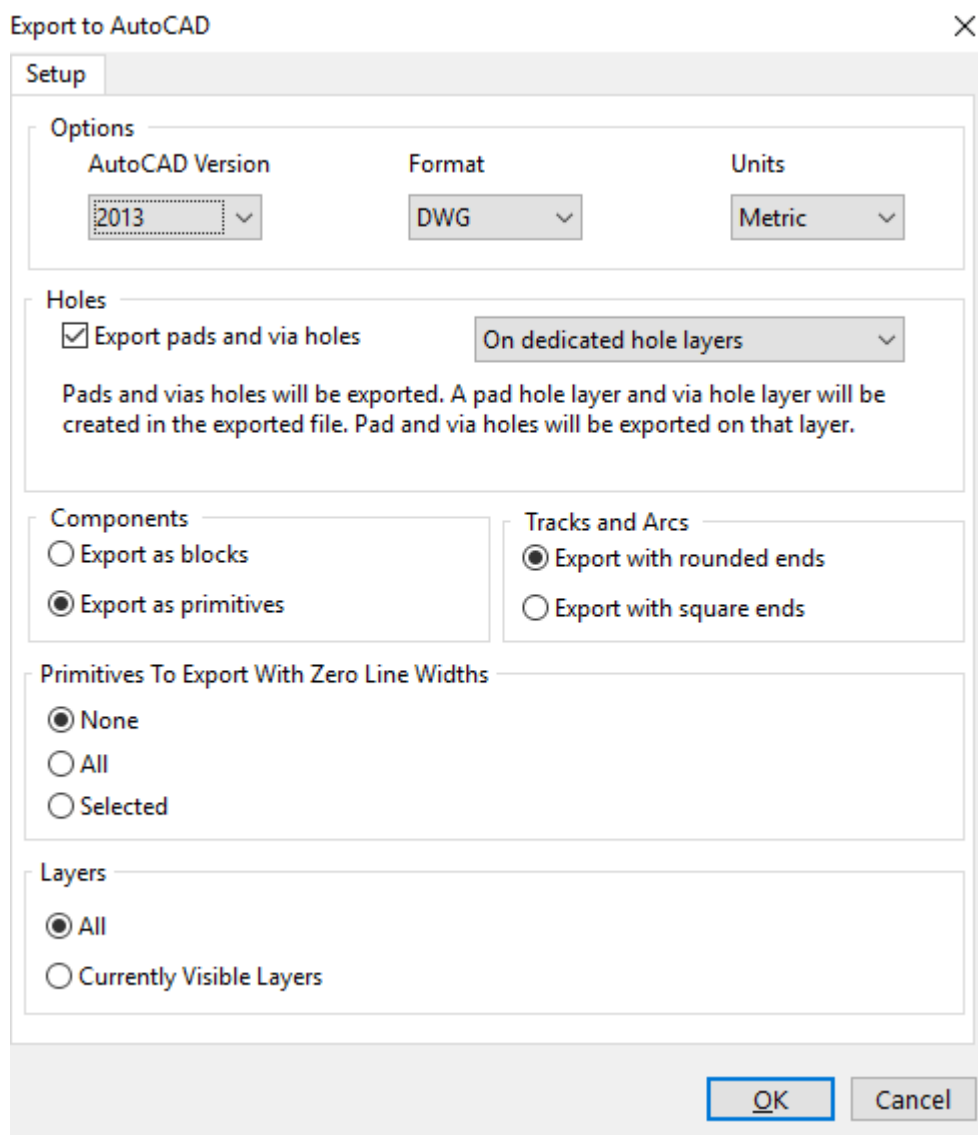 Export to AutoCAD
Setup
Options
AutoCAD Version Format Units
2013 DWG Metric
Holes
Export pads and via holes On dedicated hole layers
Pads and vias holes will be exported. A pad hole layer and via hole layer will be
created in the exported file. Pad and via holes will be exported on that layer.
Components
Export as blocks
Export as primitives
Tracks and Arcs
Export with rounded ends
Export with square ends
Primitives To Export With Zero Line Widths
None
All
Selected
Layers
All
Currently Visible Layers
OK Cancel